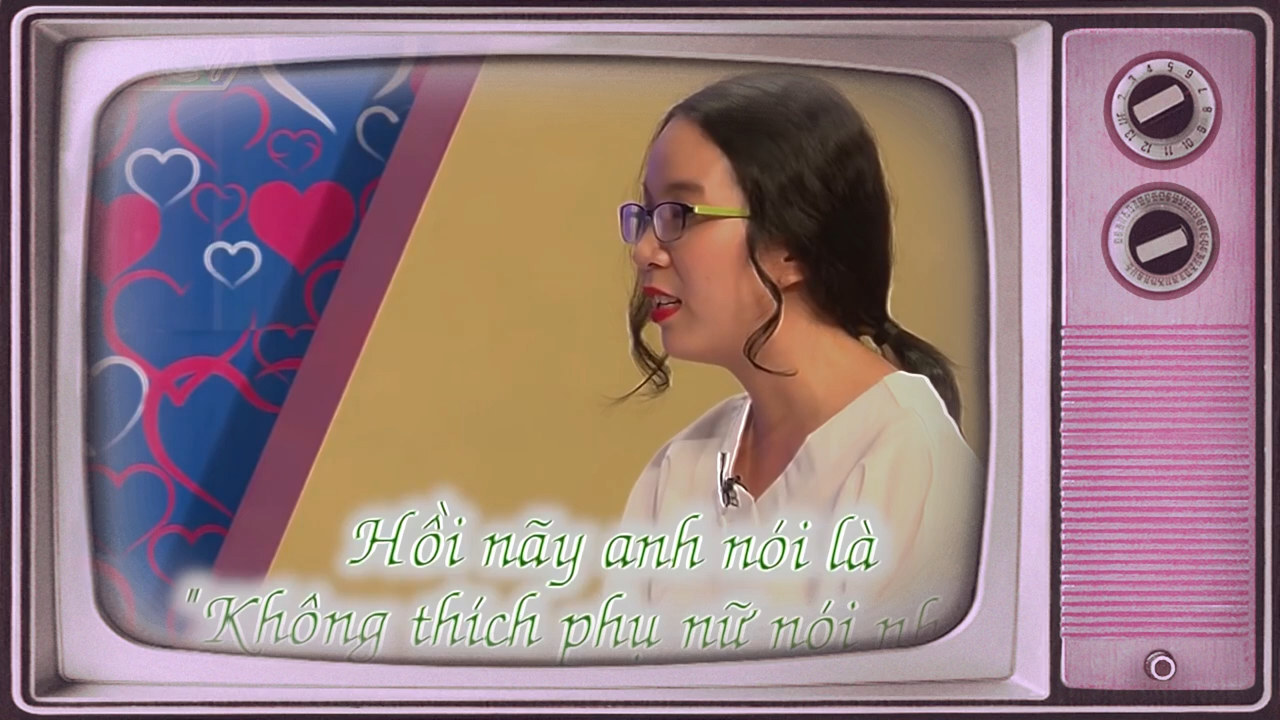 Hồi nãy anh nói là
"Không thích phụ nữ nói